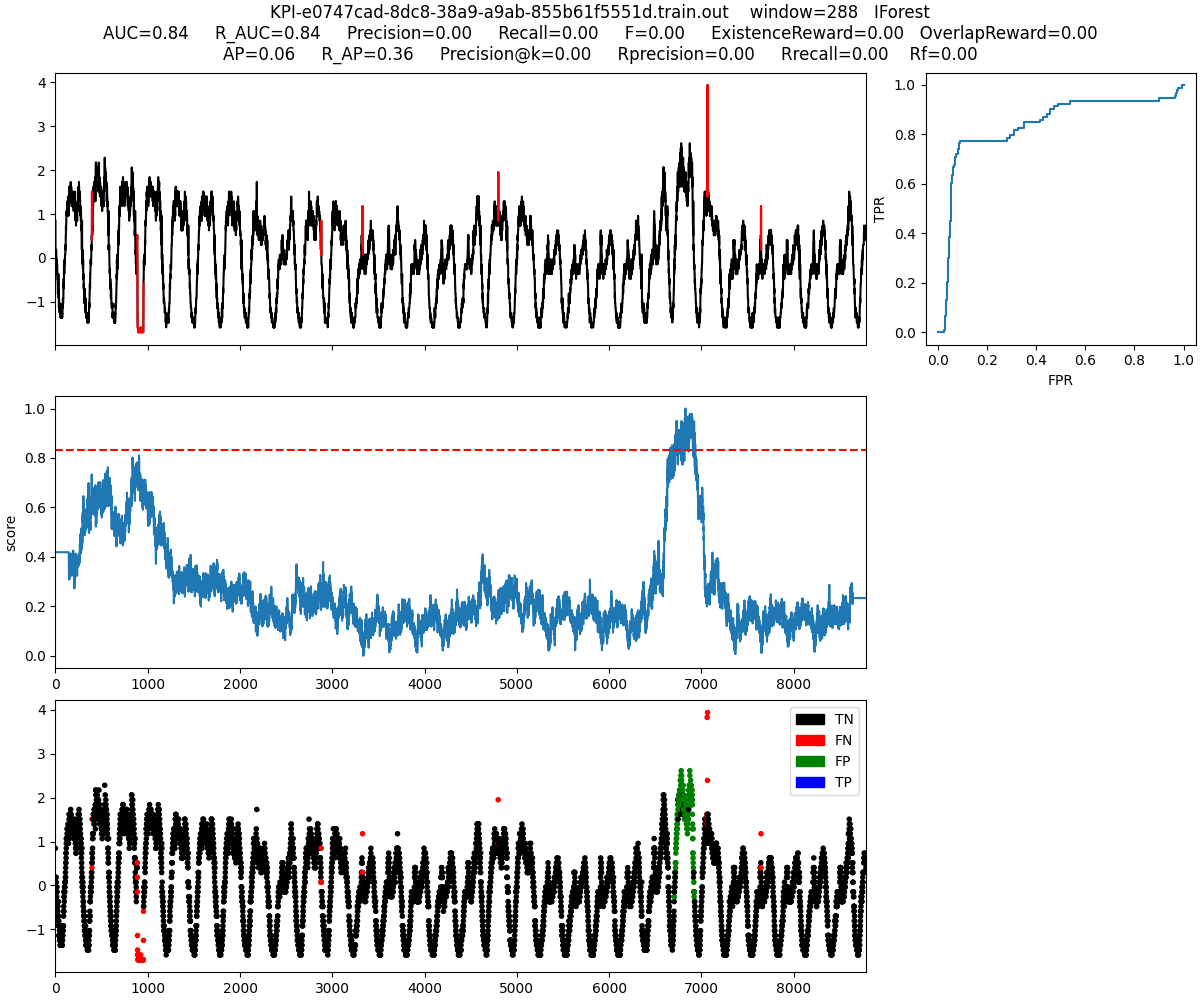 KPI-e0747cad-8dc8-38a9-a9ab-855b61f5551d.train.out    window=288   IForest
AUC=0.84     R_AUC=0.84     Precision=0.00     Recall=0.00     F=0.00     ExistenceReward=0.00   OverlapReward=0.00
AP=0.06     R_AP=0.36     Precision@k=0.00     Rprecision=0.00     Rrecall=0.00     Rf=0.00
4
3
2
1
0
−1
1.0
0.8
0.6
0.4
0.2
0.0
TPR
0.0 0.2 0.4 0.6 0.8 1.0
FPR
1.0
0.8
0.6
0.4
0.2
0.0
score
0 1000 2000 3000 4000 5000 6000 7000 8000
4
3
2
1
0
−1
TN
FN
FP
TP
0 1000 2000 3000 4000 5000 6000 7000 8000